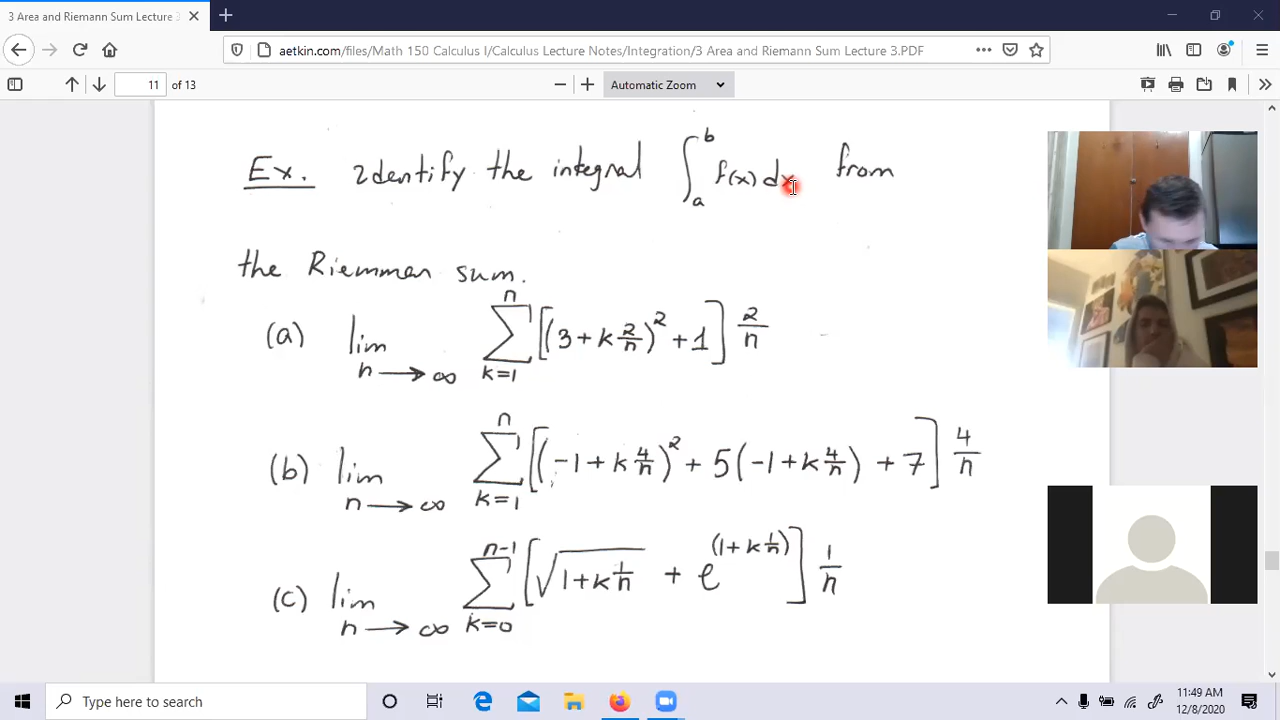 3 Area and Riemann Sum Lecture 3
aetkin.com/files/Math 150 Calculus I/Calculus Lecture Notes/Integration/3 Area and Riemann Sum Lecture 3.PDF
11 of 13
Automatic Zoom
Ex. Identify the integral ∫_a^b f(x) dx from
the Riemman sum.
(a) lim_{n→∞} ∑_{k=1}^{n} [(3+k 2/n)^2 + 1] 2/n
(b) lim_{n→∞} ∑_{k=1}^{n} [(-1+k 4/n)^2 + 5(-1+k 4/n) + 7] 4/n
(c) lim_{n→∞} ∑_{k=0}^{n-1} [√(1+k 1/n) + e^{(1+k 1/n)}] 1/n
Type here to search
11:49 AM
12/8/2020